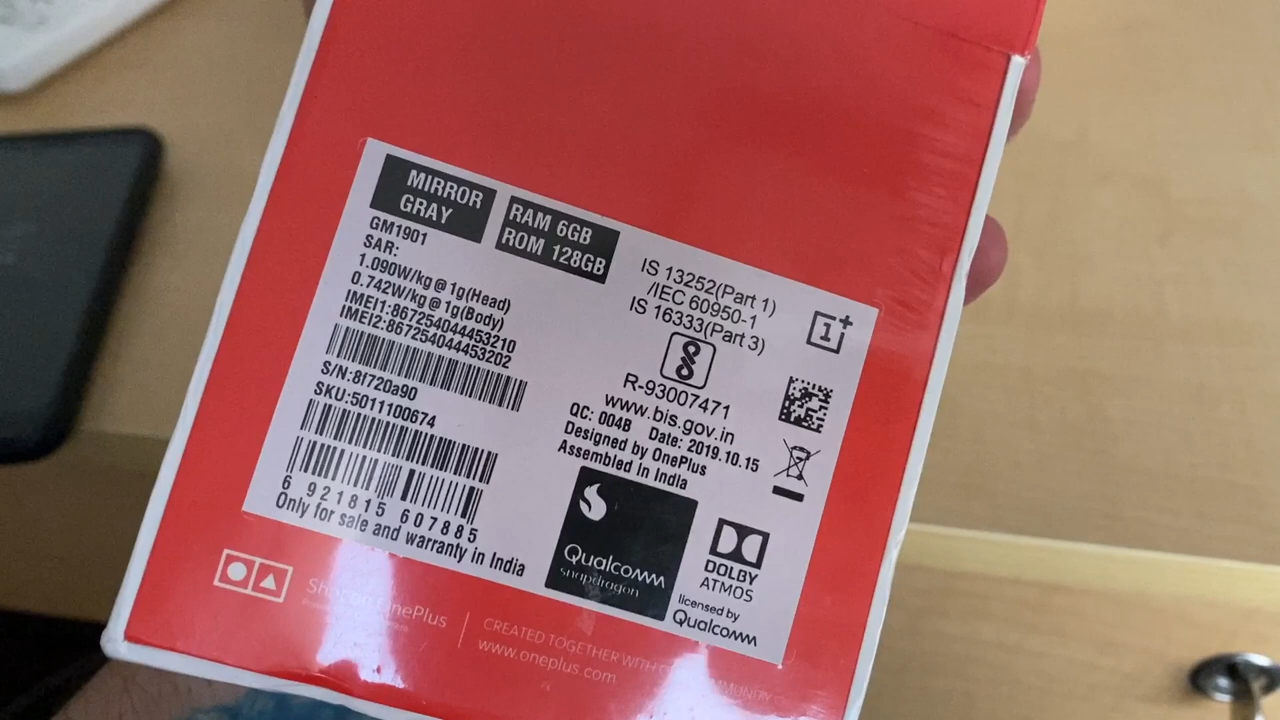 MIRROR
GRAY
RAM 6GB
ROM 128GB
GM1901
SAR:
1.090W/kg@1g(Head)
0.742W/kg@1g(Body)
IMEI1:867254044453210
IMEI2:867254044453202
S/N:8f720a90
SKU:5011100674
6 921815 607885
Only for sale and warranty in India
IS 13252(Part 1)
/IEC 60950-1
IS 16333(Part 3)
R-93007471
www.bis.gov.in
QC: 004B Date: 2019.10.15
Designed by OnePlus
Assembled in India
1+
Qualcomm
snapdragon
DOLBY
ATMOS
licensed by
Qualcomm
OnePlus
CREATED TOGETHER WITH
www.oneplus.com